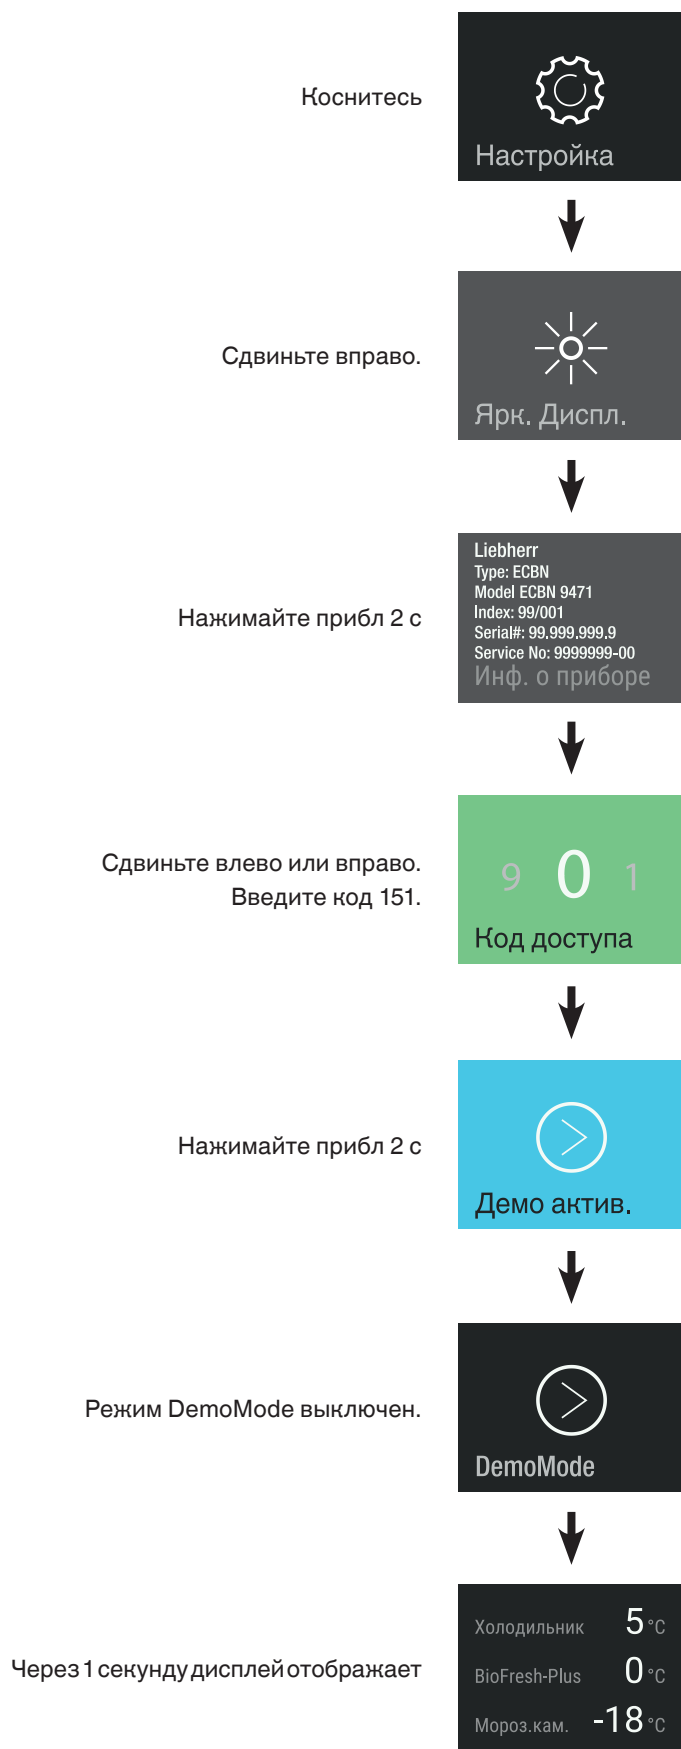 Коснитесь
Настройка
Сдвиньте вправо.
Ярк. Диспл.
Нажимайте прибл 2 с
Liebherr
Type: ECBN
Model ECBN 9471
Index: 99/001
Serial#: 99.999.999.9
Service No: 9999999-00
Инф. о приборе
Сдвиньте влево или вправо.
Введите код 151.
9 0 1
Код доступа
Нажимайте прибл 2 с
Демо актив.
Режим DemoMode выключен.
DemoMode
Через 1 секунду дисплей отображает
Холодильник 5 °C
BioFresh-Plus 0 °C
Мороз.кам. -18 °C